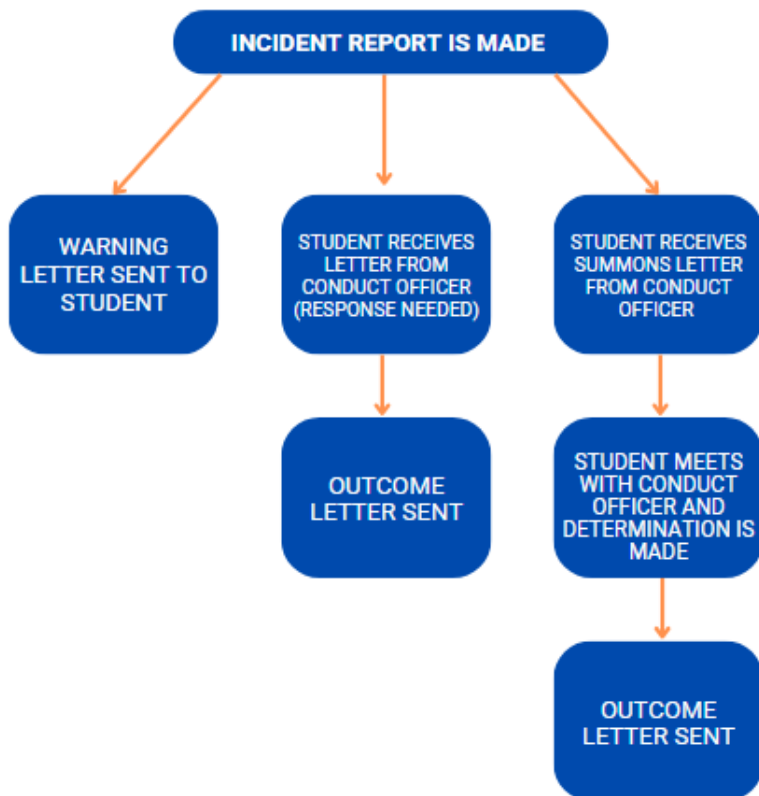 INCIDENT REPORT IS MADE
WARNING
LETTER SENT TO
STUDENT
STUDENT RECEIVES
LETTER FROM
CONDUCT OFFICER
(RESPONSE NEEDED)
STUDENT RECEIVES
SUMMONS LETTER
FROM CONDUCT
OFFICER
OUTCOME
LETTER SENT
STUDENT MEETS
WITH CONDUCT
OFFICER AND
DETERMINATION IS
MADE
OUTCOME
LETTER SENT